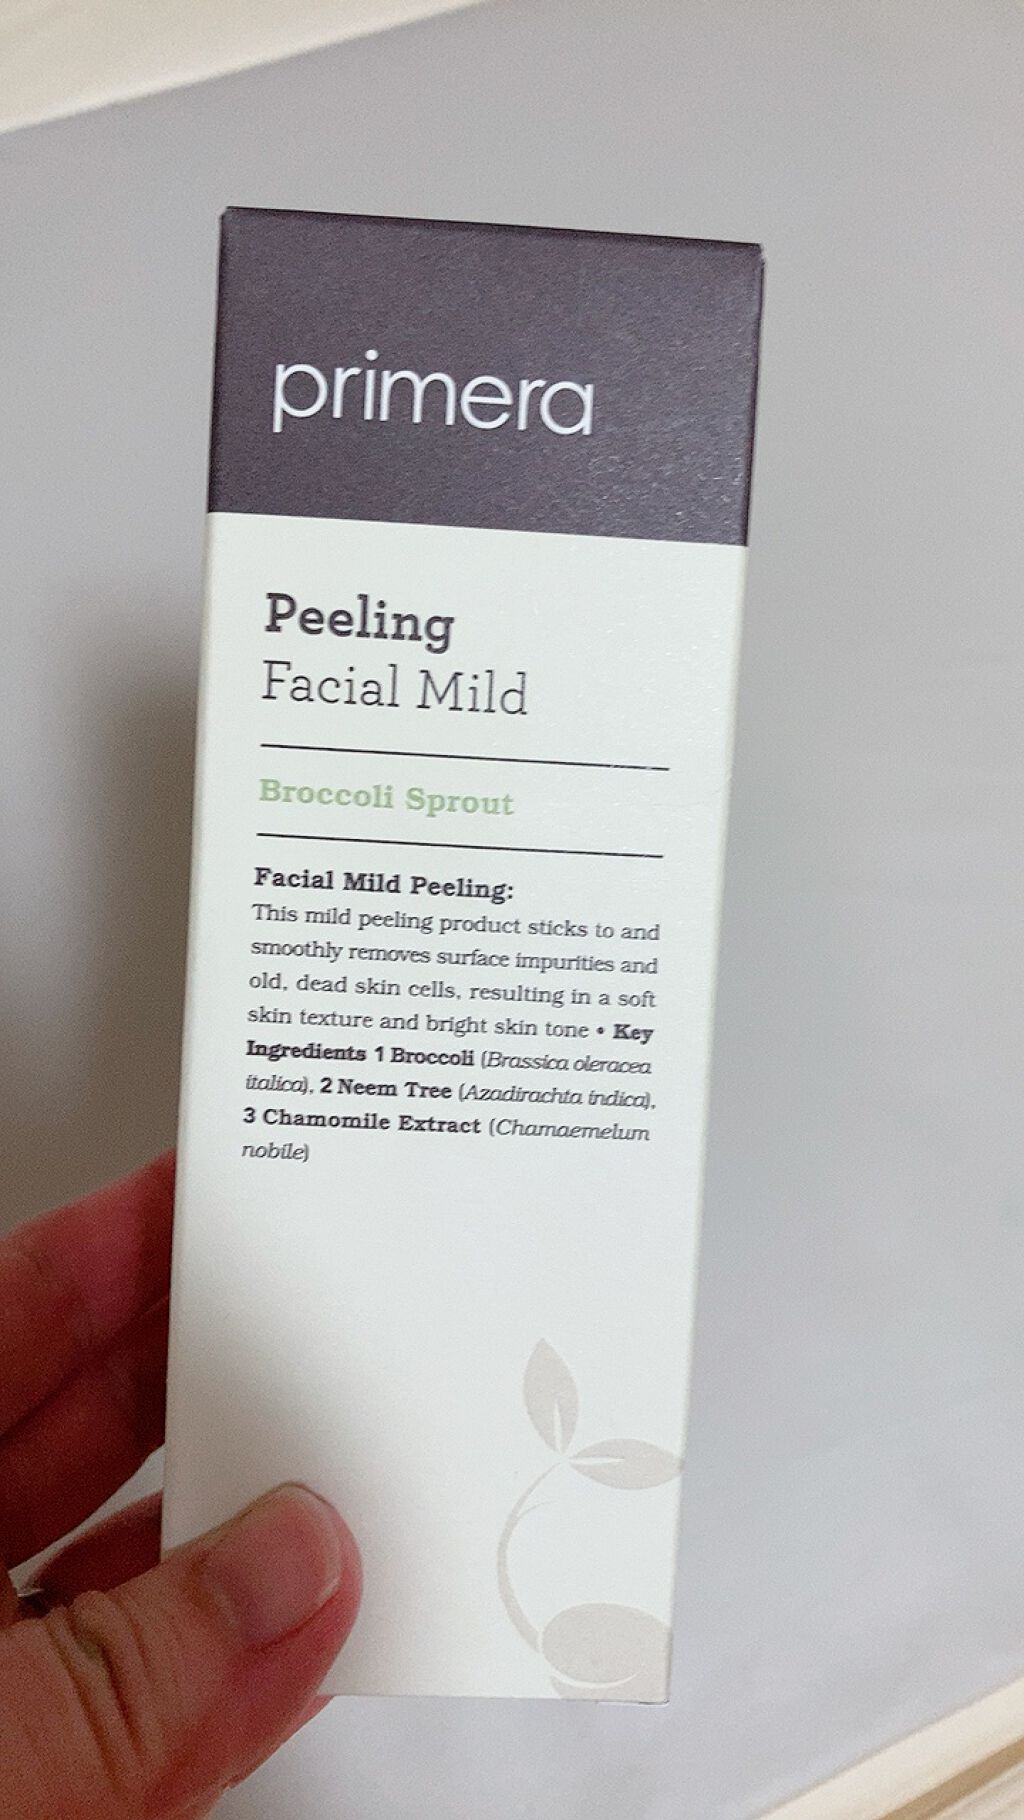 primera
Peeling
Facial Mild
Broccoli Sprout
Facial Mild Peeling:
This mild peeling product sticks to and
smoothly removes surface impurities and
old, dead skin cells, resulting in a soft
skin texture and bright skin tone • Key
Ingredients 1 Broccoli (Brassica oleracea
italica), 2 Neem Tree (Azadirachta indica),
3 Chamomile Extract (Chamaemelum
nobile)